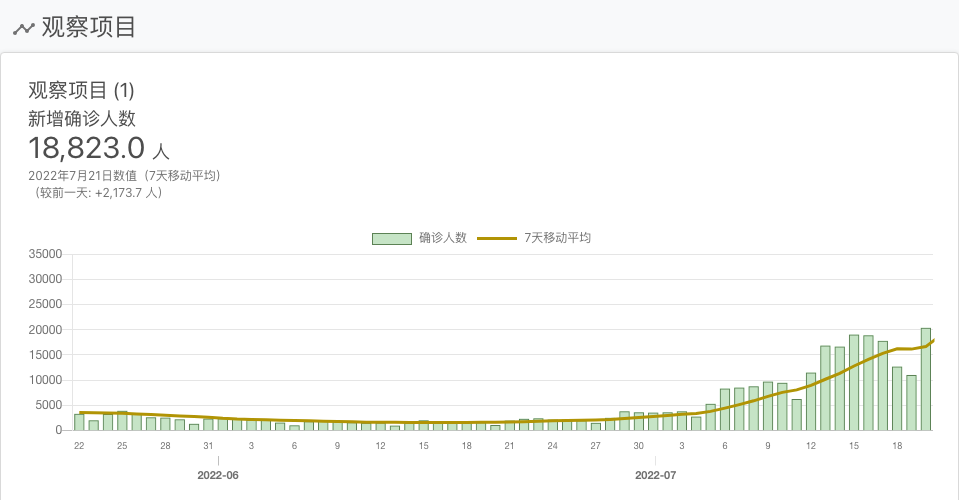 观察项目
观察项目 (1)
新增确诊人数
18,823.0 人
2022年7月21日数值（7天移动平均）
（较前一天: +2,173.7 人）
确诊人数 7天移动平均
35000
30000
25000
20000
15000
10000
5000
0
22 25 28 31 3 6 9 12 15 18 21 24 27 30 3 6 9 12 15 18
2022-06 2022-07